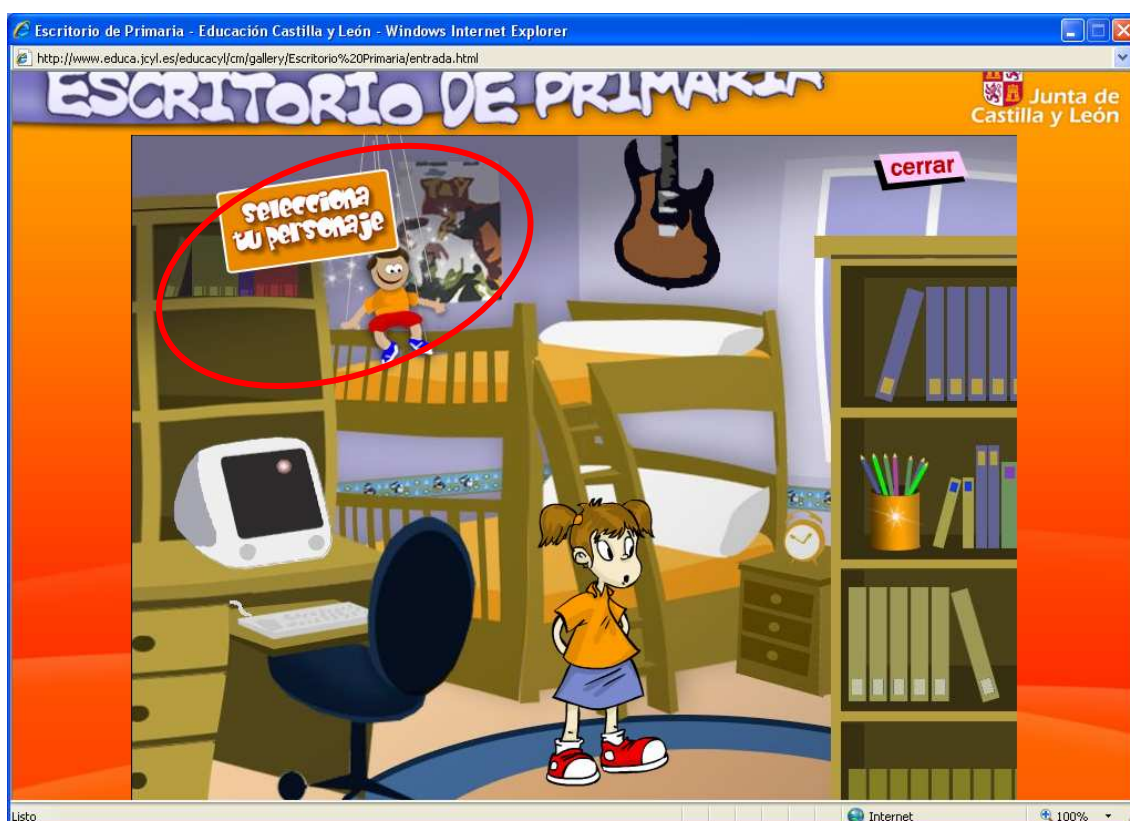 Escritorio de Primaria - Educación Castilla y León - Windows Internet Explorer
http://www.educa.jcyl.es/educacyl/cm/gallery/Escritorio%20Primaria/entrada.html
ESCRITORIO DE PRIMARIA
Junta de
Castilla y León
cerrar
selecciona
tu personaje
Listo
Internet
100%